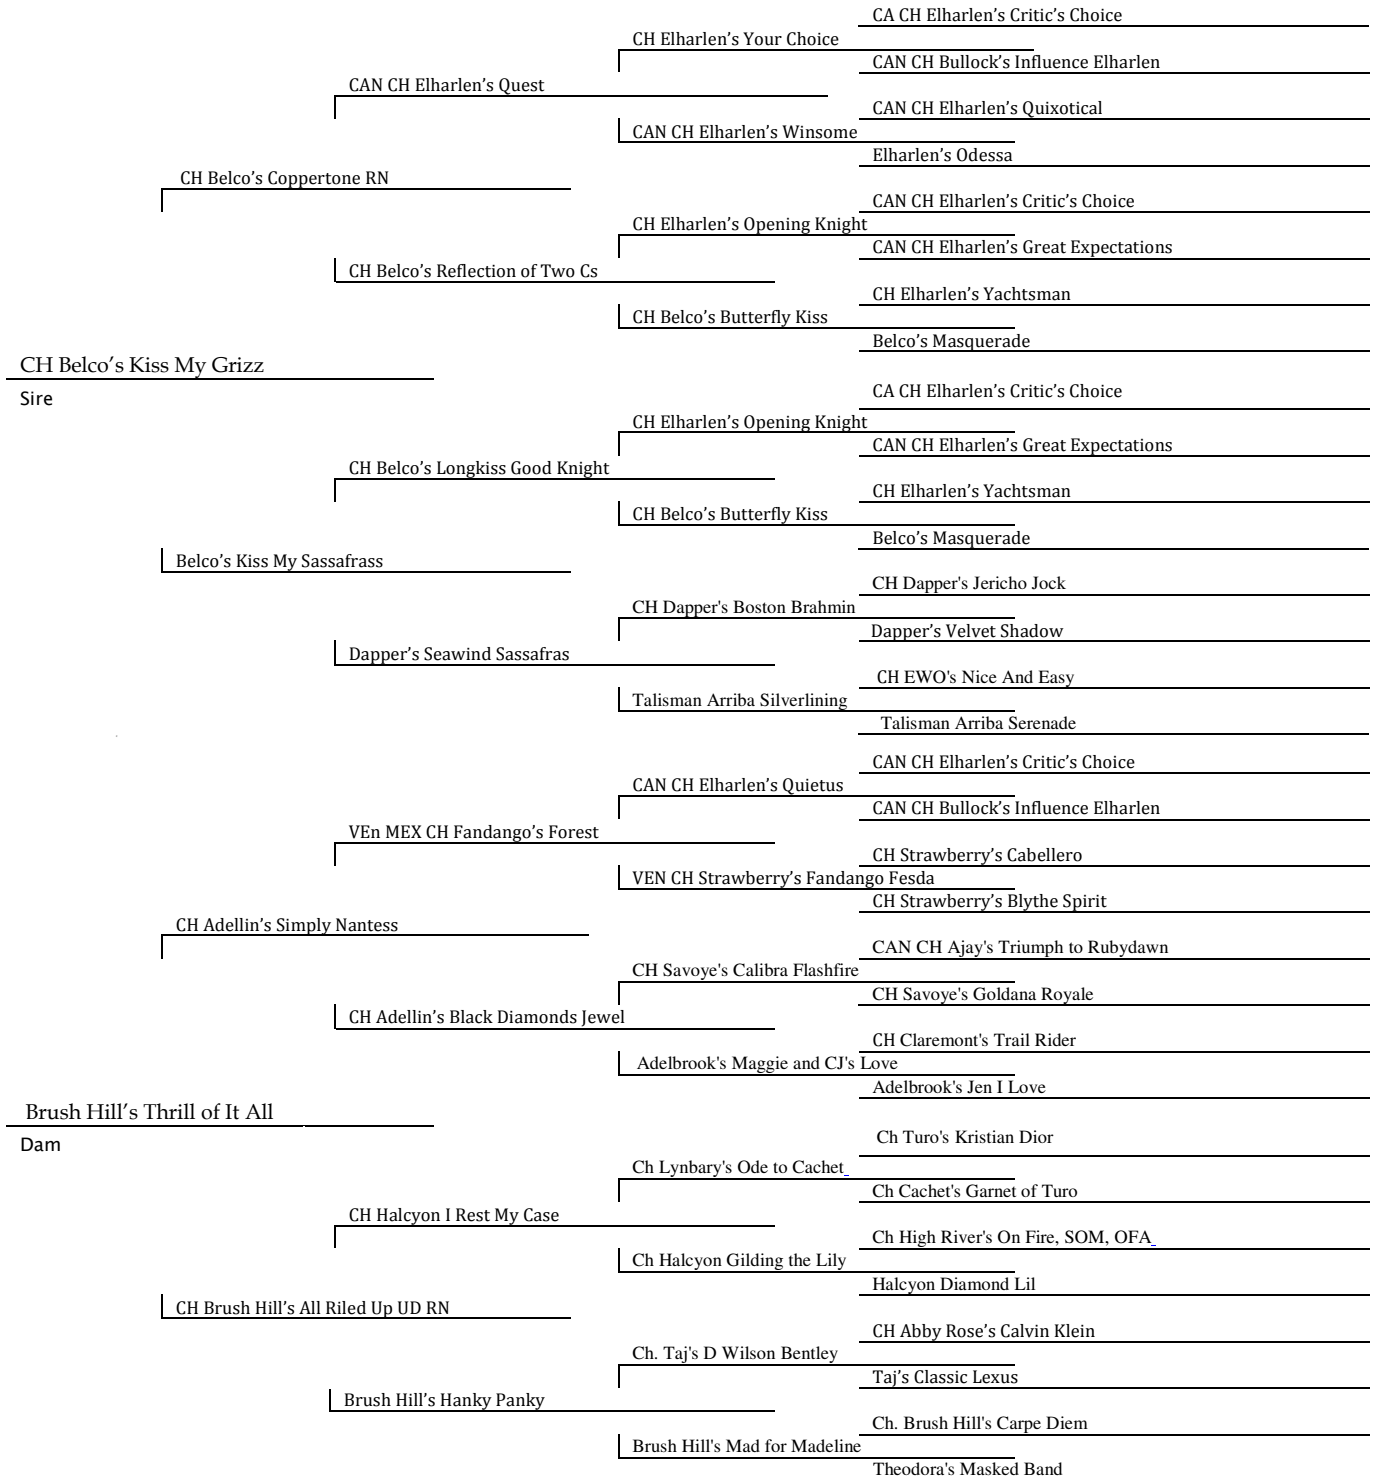 CA CH Elharlen’s Critic’s Choice
CH Elharlen’s Your Choice
CAN CH Bullock’s Influence Elharlen
CAN CH Elharlen’s Quest
CAN CH Elharlen’s Quixotical
CAN CH Elharlen’s Winsome
Elharlen’s Odessa
CH Belco’s Coppertone RN
CAN CH Elharlen’s Critic’s Choice
CH Elharlen’s Opening Knight
CAN CH Elharlen’s Great Expectations
CH Belco’s Reflection of Two Cs
CH Elharlen’s Yachtsman
CH Belco’s Butterfly Kiss
Belco’s Masquerade
CH Belco’s Kiss My Grizz
Sire
CA CH Elharlen’s Critic’s Choice
CH Elharlen’s Opening Knight
CAN CH Elharlen’s Great Expectations
CH Belco’s Longkiss Good Knight
CH Elharlen’s Yachtsman
CH Belco’s Butterfly Kiss
Belco’s Masquerade
Belco’s Kiss My Sassafrass
CH Dapper's Jericho Jock
CH Dapper's Boston Brahmin
Dapper’s Velvet Shadow
Dapper’s Seawind Sassafras
CH EWO's Nice And Easy
Talisman Arriba Silverlining
Talisman Arriba Serenade
CAN CH Elharlen’s Critic’s Choice
CAN CH Elharlen’s Quietus
CAN CH Bullock’s Influence Elharlen
VEn MEX CH Fandango’s Forest
CH Strawberry’s Cabellero
VEN CH Strawberry’s Fandango Fesda
CH Strawberry’s Blythe Spirit
CH Adellin’s Simply Nantess
CAN CH Ajay's Triumph to Rubydawn
CH Savoye's Calibra Flashfire
CH Savoye's Goldana Royale
CH Adellin’s Black Diamonds Jewel
CH Claremont's Trail Rider
Adelbrook's Maggie and CJ's Love
Adelbrook's Jen I Love
Brush Hill’s Thrill of It All
Dam
Ch Turo's Kristian Dior
Ch Lynbary's Ode to Cachet
Ch Cachet's Garnet of Turo
CH Halcyon I Rest My Case
Ch High River's On Fire, SOM, OFA
Ch Halcyon Gilding the Lily
Halcyon Diamond Lil
CH Brush Hill’s All Riled Up UD RN
CH Abby Rose’s Calvin Klein
Ch. Taj's D Wilson Bentley
Taj’s Classic Lexus
Brush Hill’s Hanky Panky
Ch. Brush Hill's Carpe Diem
Brush Hill's Mad for Madeline
Theodora's Masked Band